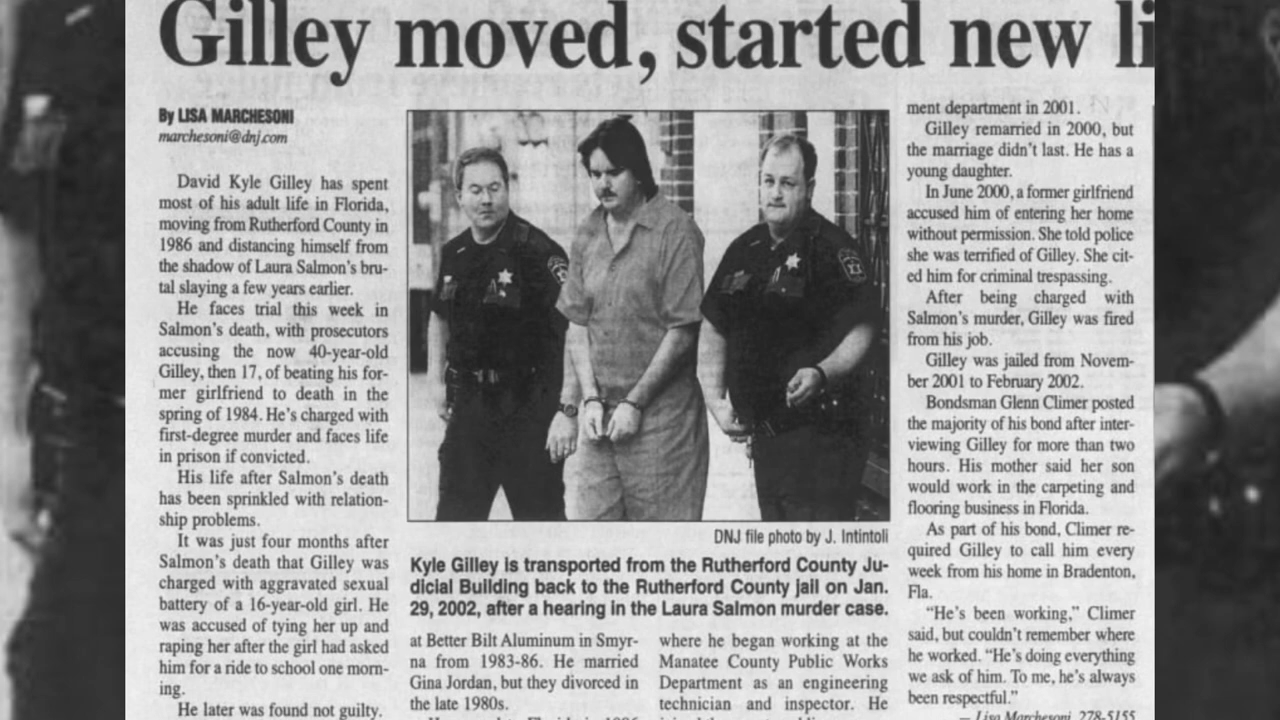 Gilley moved, started new li
By LISA MARCHESONI
marchesoni@dnj.com
David Kyle Gilley has spent
most of his adult life in Florida,
moving from Rutherford County in
1986 and distancing himself from
the shadow of Laura Salmon's bru-
tal slaying a few years earlier.
He faces trial this week in
Salmon's death, with prosecutors
accusing the now 40-year-old
Gilley, then 17, of beating his for-
mer girlfriend to death in the
spring of 1984. He's charged with
first-degree murder and faces life
in prison if convicted.
His life after Salmon's death
has been sprinkled with relation-
ship problems.
It was just four months after
Salmon's death that Gilley was
charged with aggravated sexual
battery of a 16-year-old girl. He
was accused of tying her up and
raping her after the girl had asked
him for a ride to school one morn-
ing.
He later was found not guilty.
DNJ file photo by J. Intintoli
Kyle Gilley is transported from the Rutherford County Ju-
dicial Building back to the Rutherford County jail on Jan.
29, 2002, after a hearing in the Laura Salmon murder case.
at Better Bilt Aluminum in Smyr-
na from 1983-86. He married
Gina Jordan, but they divorced in
the late 1980s.
where he began working at the
Manatee County Public Works
Department as an engineering
technician and inspector. He
ment department in 2001.
Gilley remarried in 2000, but
the marriage didn't last. He has a
young daughter.
In June 2000, a former girlfriend
accused him of entering her home
without permission. She told police
she was terrified of Gilley. She cit-
ed him for criminal trespassing.
After being charged with
Salmon's murder, Gilley was fired
from his job.
Gilley was jailed from Novem-
ber 2001 to February 2002.
Bondsman Glenn Climer posted
the majority of his bond after inter-
viewing Gilley for more than two
hours. His mother said her son
would work in the carpeting and
flooring business in Florida.
As part of his bond, Climer re-
quired Gilley to call him every
week from his home in Bradenton,
Fla.
"He's been working," Climer
said, but couldn't remember where
he worked. "He's doing everything
we ask of him. To me, he's always
been respectful."
— Lisa Marchesoni, 278-5155